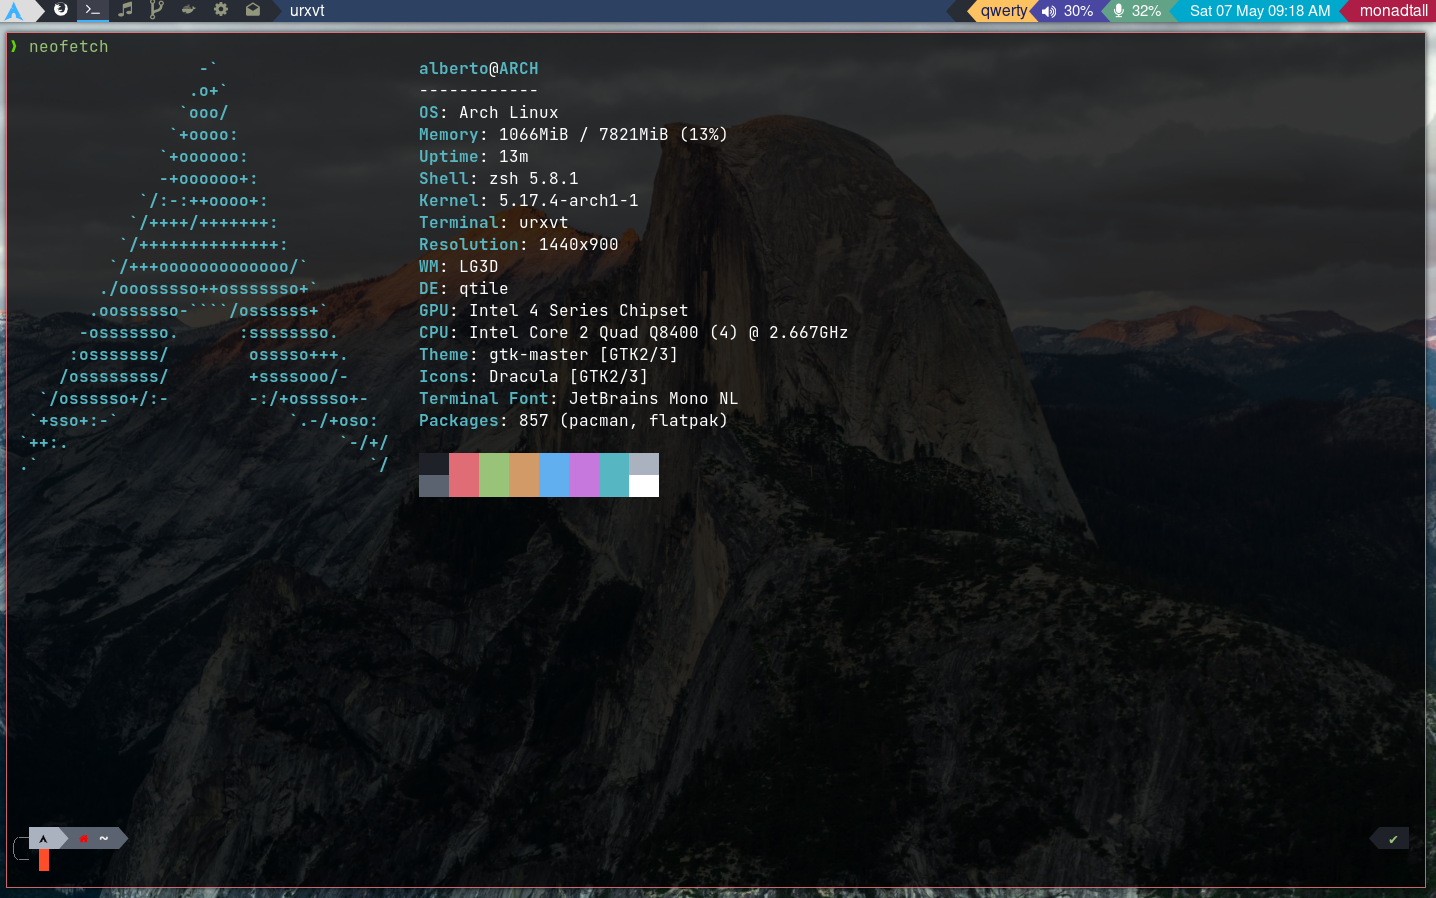 urxvt
qwerty 30% 32% Sat 07 May 09:18 AM monadtall
❯ neofetch
                   -`
                  .o+`
                 `ooo/
                `+oooo:
               `+oooooo:
               -+oooooo+:
             `/:-:++oooo+:
            `/++++/+++++++:
           `/++++++++++++++:
          `/+++ooooooooooooo/`
         ./ooosssso++osssssso+`
        .oossssso-````/ossssss+`
       -osssssso.      :ssssssso.
      :osssssss/        osssso+++.
     /ossssssss/        +ssssooo/-
   `/ossssso+/:-        -:/+osssso+-
  `+sso+:-`                 `.-/+oso:
 `++:.                           `-/+/
 .`                                 `/
alberto@ARCH
------------
OS: Arch Linux
Memory: 1066MiB / 7821MiB (13%)
Uptime: 13m
Shell: zsh 5.8.1
Kernel: 5.17.4-arch1-1
Terminal: urxvt
Resolution: 1440x900
WM: LG3D
DE: qtile
GPU: Intel 4 Series Chipset
CPU: Intel Core 2 Quad Q8400 (4) @ 2.667GHz
Theme: gtk-master [GTK2/3]
Icons: Dracula [GTK2/3]
Terminal Font: JetBrains Mono NL
Packages: 857 (pacman, flatpak)
~ ✔